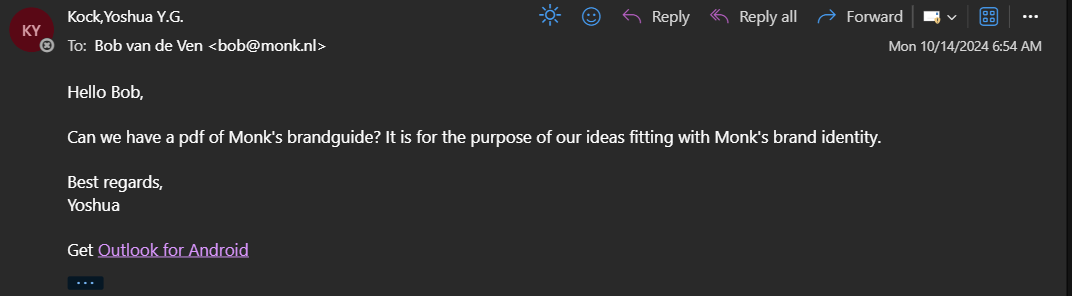 Kock,Yoshua Y.G.
Reply
Reply all
Forward
KY
To: Bob van de Ven <bob@monk.nl>
Mon 10/14/2024 6:54 AM
Hello Bob,
Can we have a pdf of Monk's brandguide? It is for the purpose of our ideas fitting with Monk's brand identity.
Best regards,
Yoshua
Get Outlook for Android